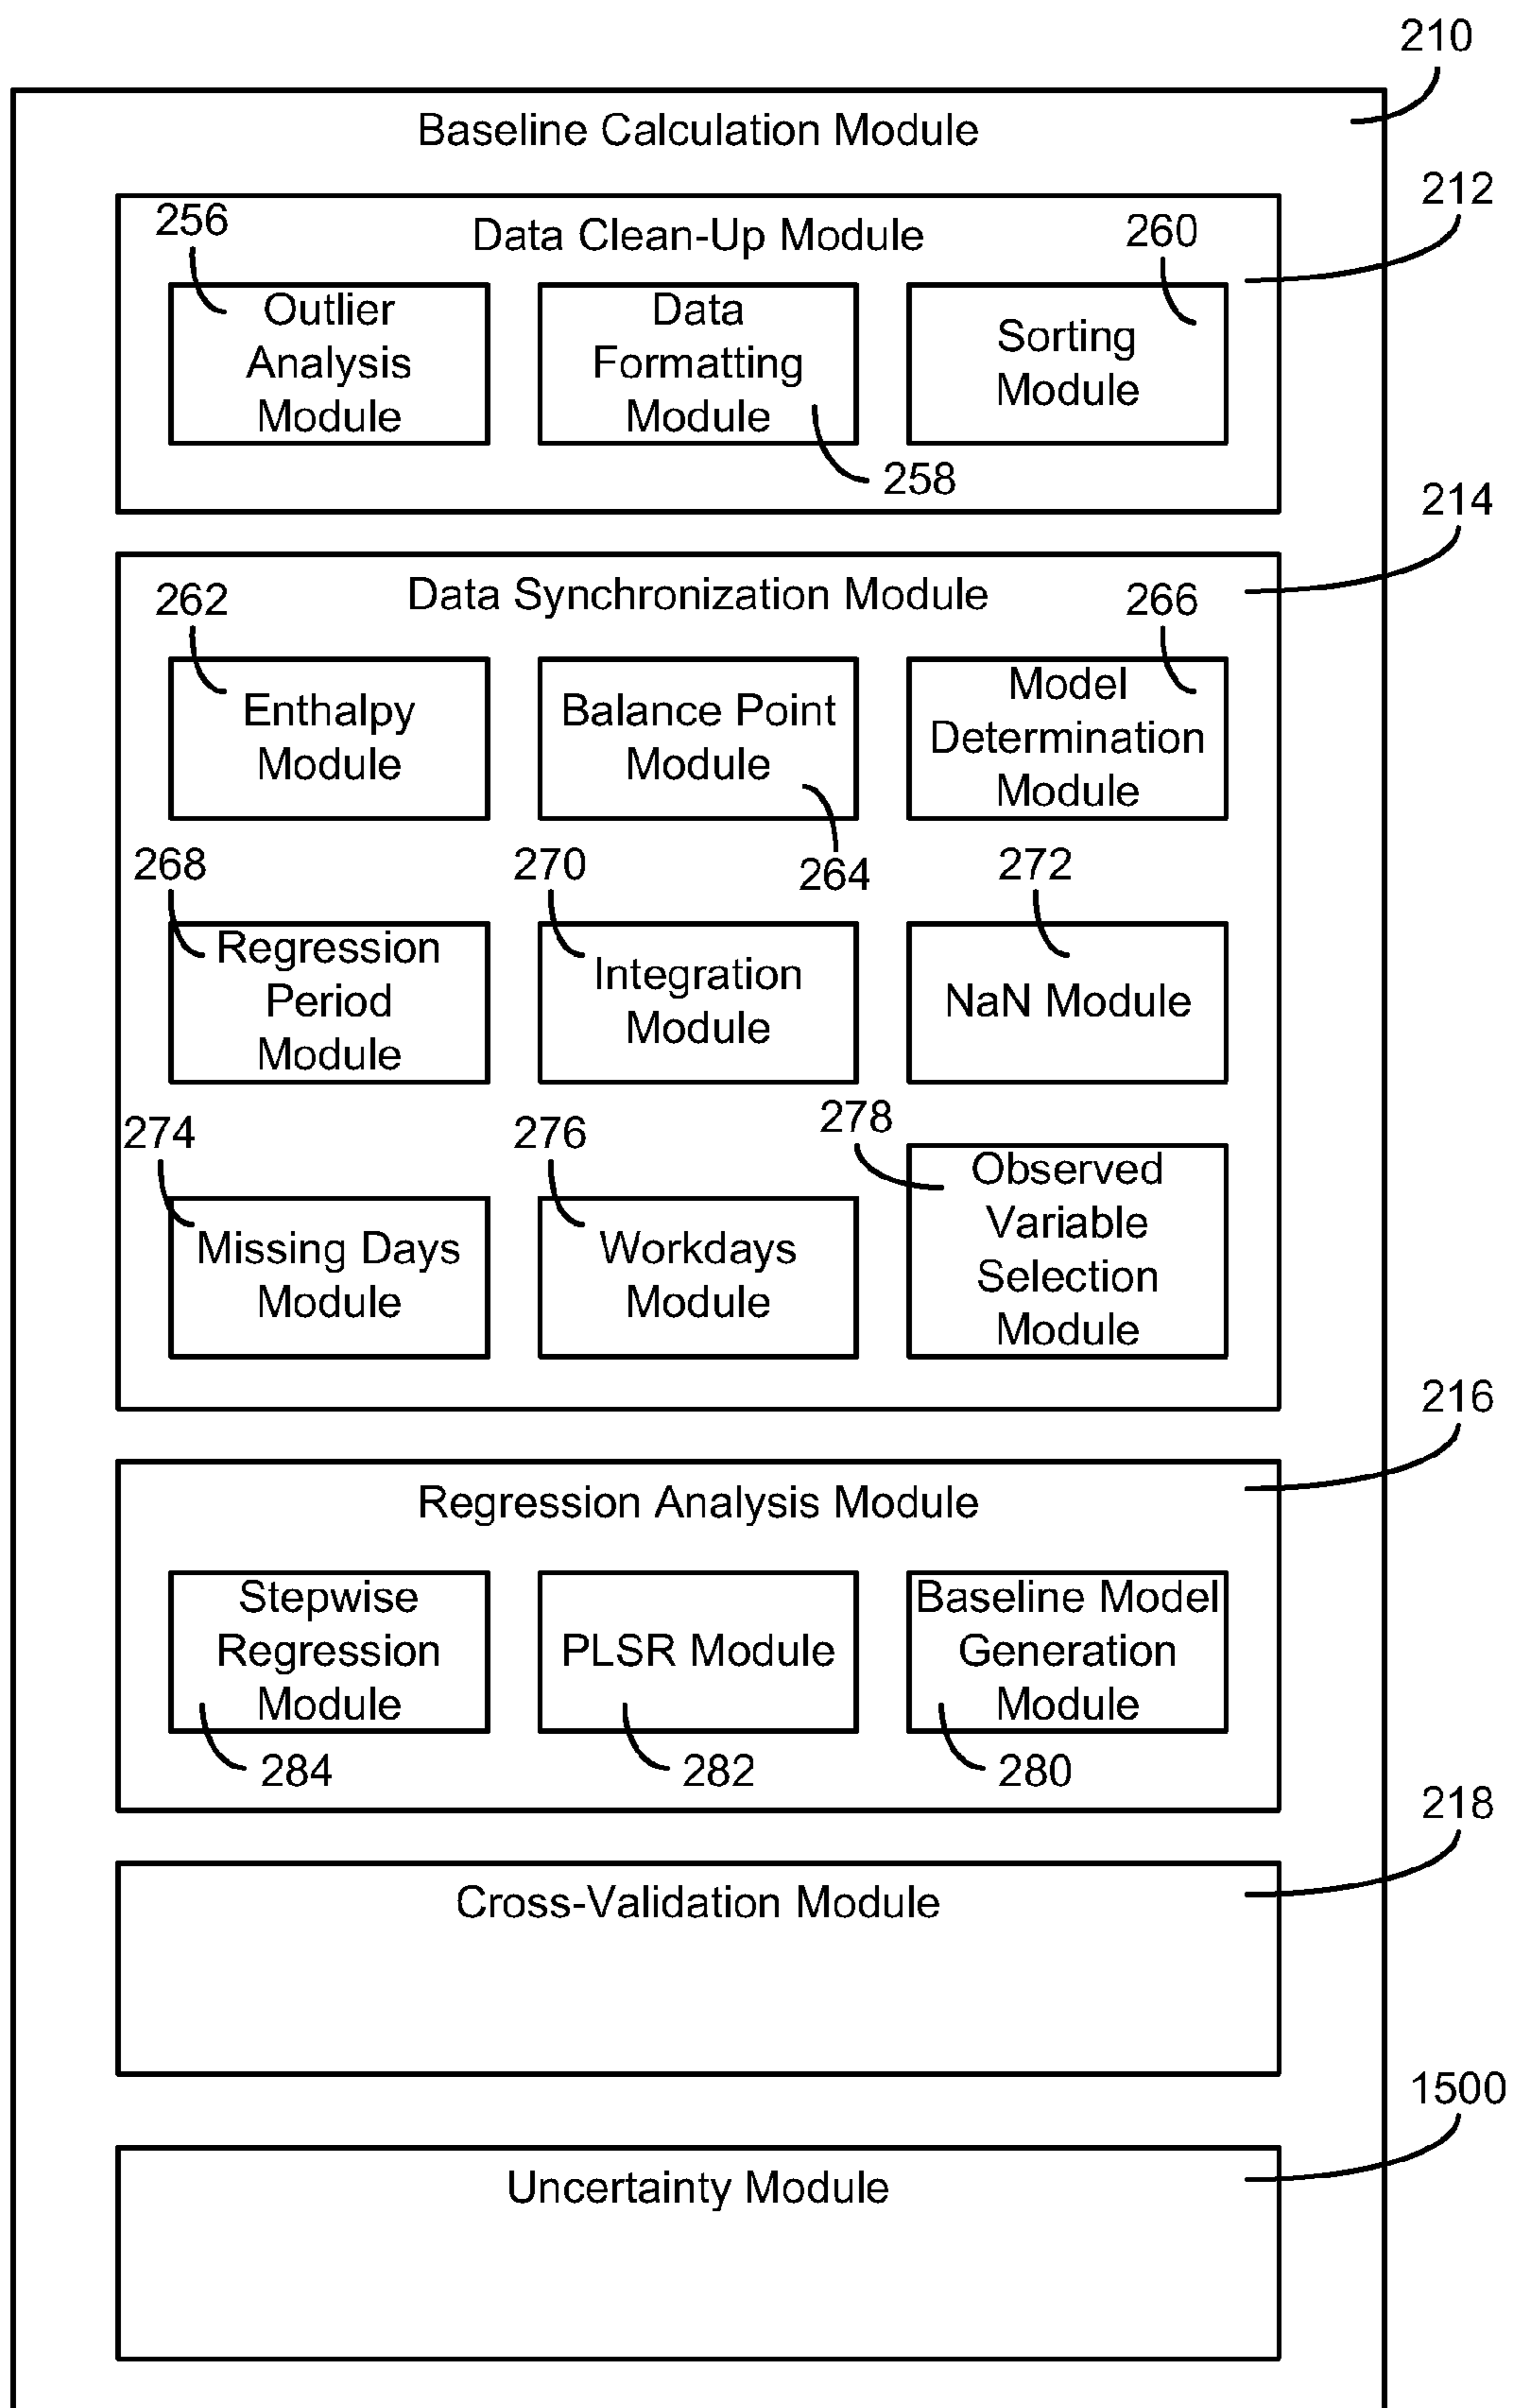 210
Baseline Calculation Module
212
Data Clean-Up Module
256
260
Outlier
Analysis
Module
Data
Formatting
Module
Sorting
Module
258
214
Data Synchronization Module
262
266
Enthalpy
Module
Balance Point
Module
Model
Determination
Module
264
268
270
272
Regression
Period
Module
Integration
Module
NaN Module
274
276
278
Missing Days
Module
Workdays
Module
Observed
Variable
Selection
Module
216
Regression Analysis Module
Stepwise
Regression
Module
PLSR Module
Baseline Model
Generation
Module
284
282
280
218
Cross-Validation Module
1500
Uncertainty Module